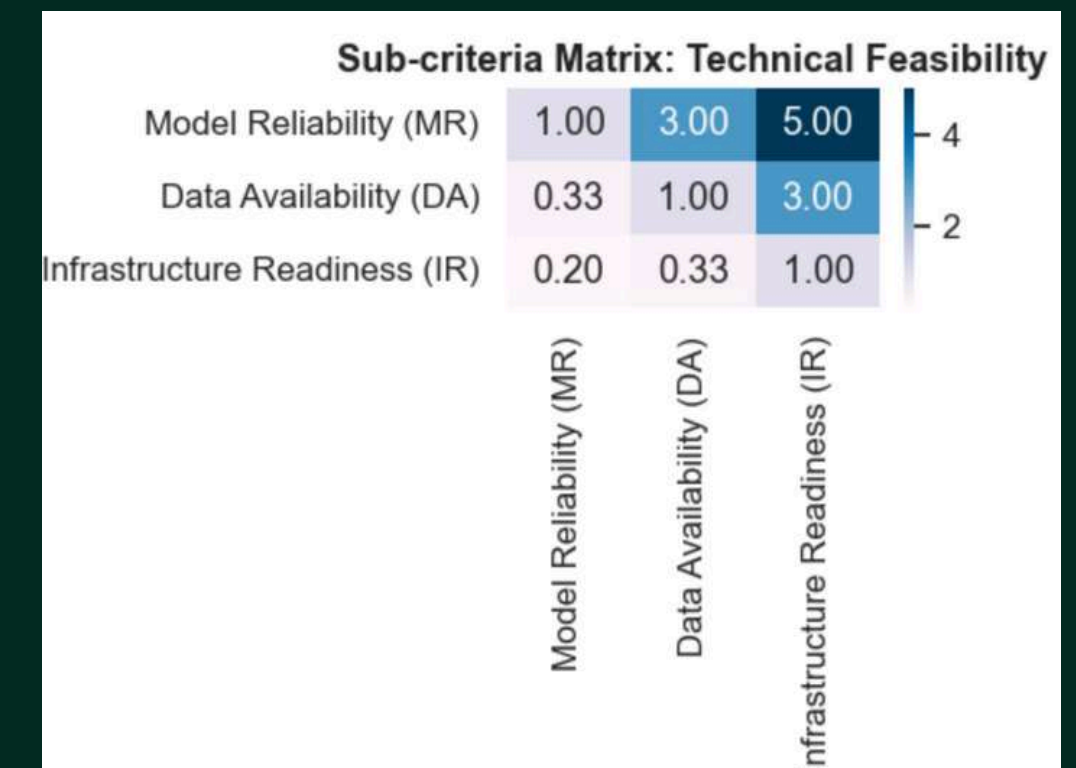 Sub-criteria Matrix: Technical Feasibility
Model Reliability (MR) 1.00 3.00 5.00
Data Availability (DA) 0.33 1.00 3.00
Infrastructure Readiness (IR) 0.20 0.33 1.00
4
2
Model Reliability (MR)
Data Availability (DA)
nfrastructure Readiness (IR)